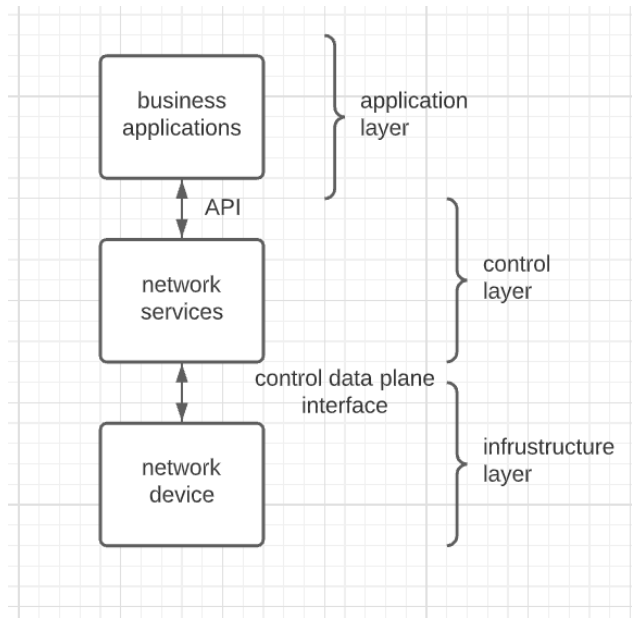 business
applications
application
layer
API
network
services
control
layer
control data plane
interface
network
device
infrustructure
layer